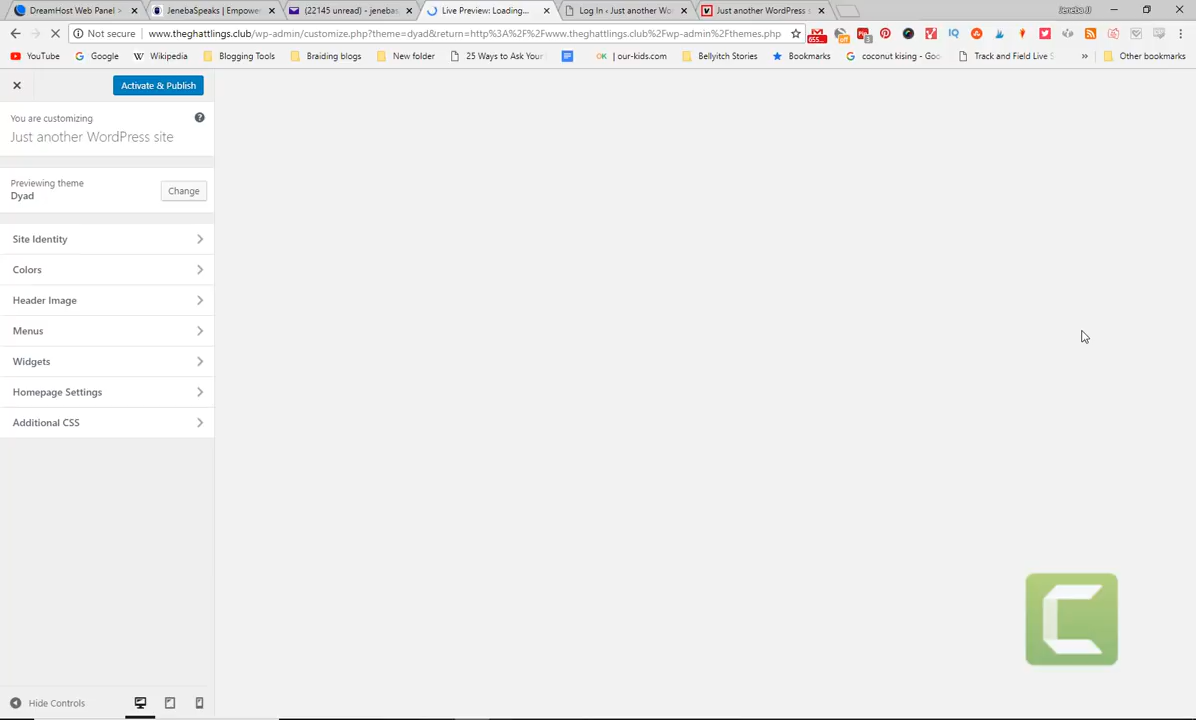 DreamHost Web Panel >
JenebaSpeaks | Empowe
(22145 unread) - jenebas
Live Preview: Loading...
Log In ‹ Just another Wo
Just another WordPress s
Jeneba JJ
Not secure
www.theghattlings.club/wp-admin/customize.php?theme=dyad&return=http%3A%2F%2Fwww.theghattlings.club%2Fwp-admin%2Fthemes.php
YouTube
Google
Wikipedia
Blogging Tools
Braiding blogs
New folder
25 Ways to Ask Your
| our-kids.com
Bellyitch Stories
Bookmarks
coconut kising - Goo
Track and Field Live S
»
Other bookmarks
Activate & Publish
You are customizing
Just another WordPress site
Previewing theme
Dyad
Change
Site Identity
Colors
Header Image
Menus
Widgets
Homepage Settings
Additional CSS
Hide Controls